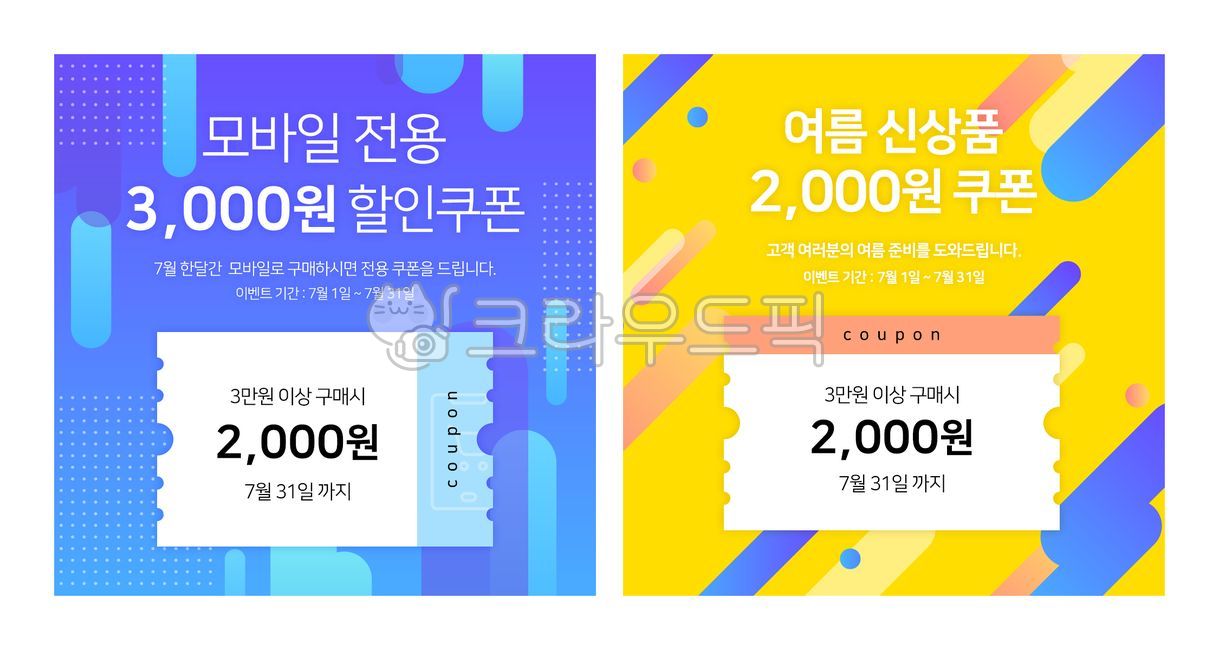 모바일 전용
3,000원 할인쿠폰
7월 한달간 모바일로 구매하시면 전용 쿠폰을 드립니다.
이벤트 기간 : 7월 1일 ~ 7월 31일
3만원 이상 구매시
2,000원
7월 31일 까지
coupon
여름 신상품
2,000원 쿠폰
고객 여러분의 여름 준비를 도와드립니다.
이벤트 기간 : 7월 1일 ~ 7월 31일
coupon
3만원 이상 구매시
2,000원
7월 31일 까지
크라우드픽